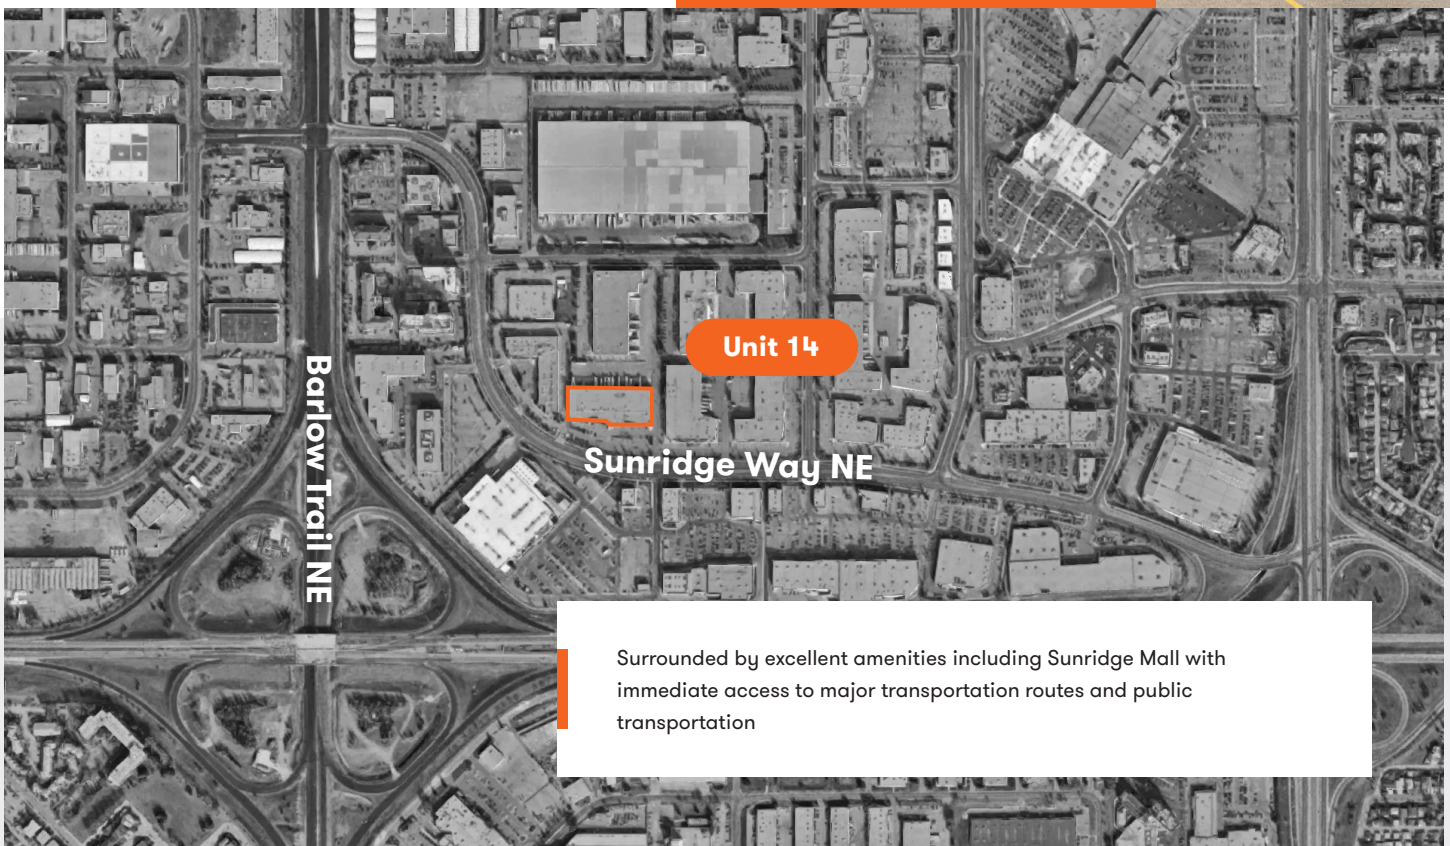 Unit 14
Barlow Trail NE
Sunridge Way NE
Surrounded by excellent amenities including Sunridge Mall with
immediate access to major transportation routes and public
transportation